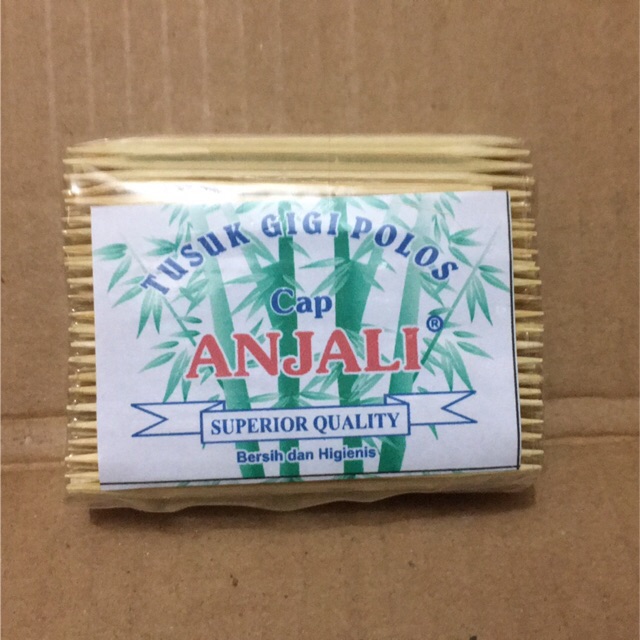 TUSUK GIGI POLOS
Cap
ANJALI®
SUPERIOR QUALITY
Bersih dan Higienis